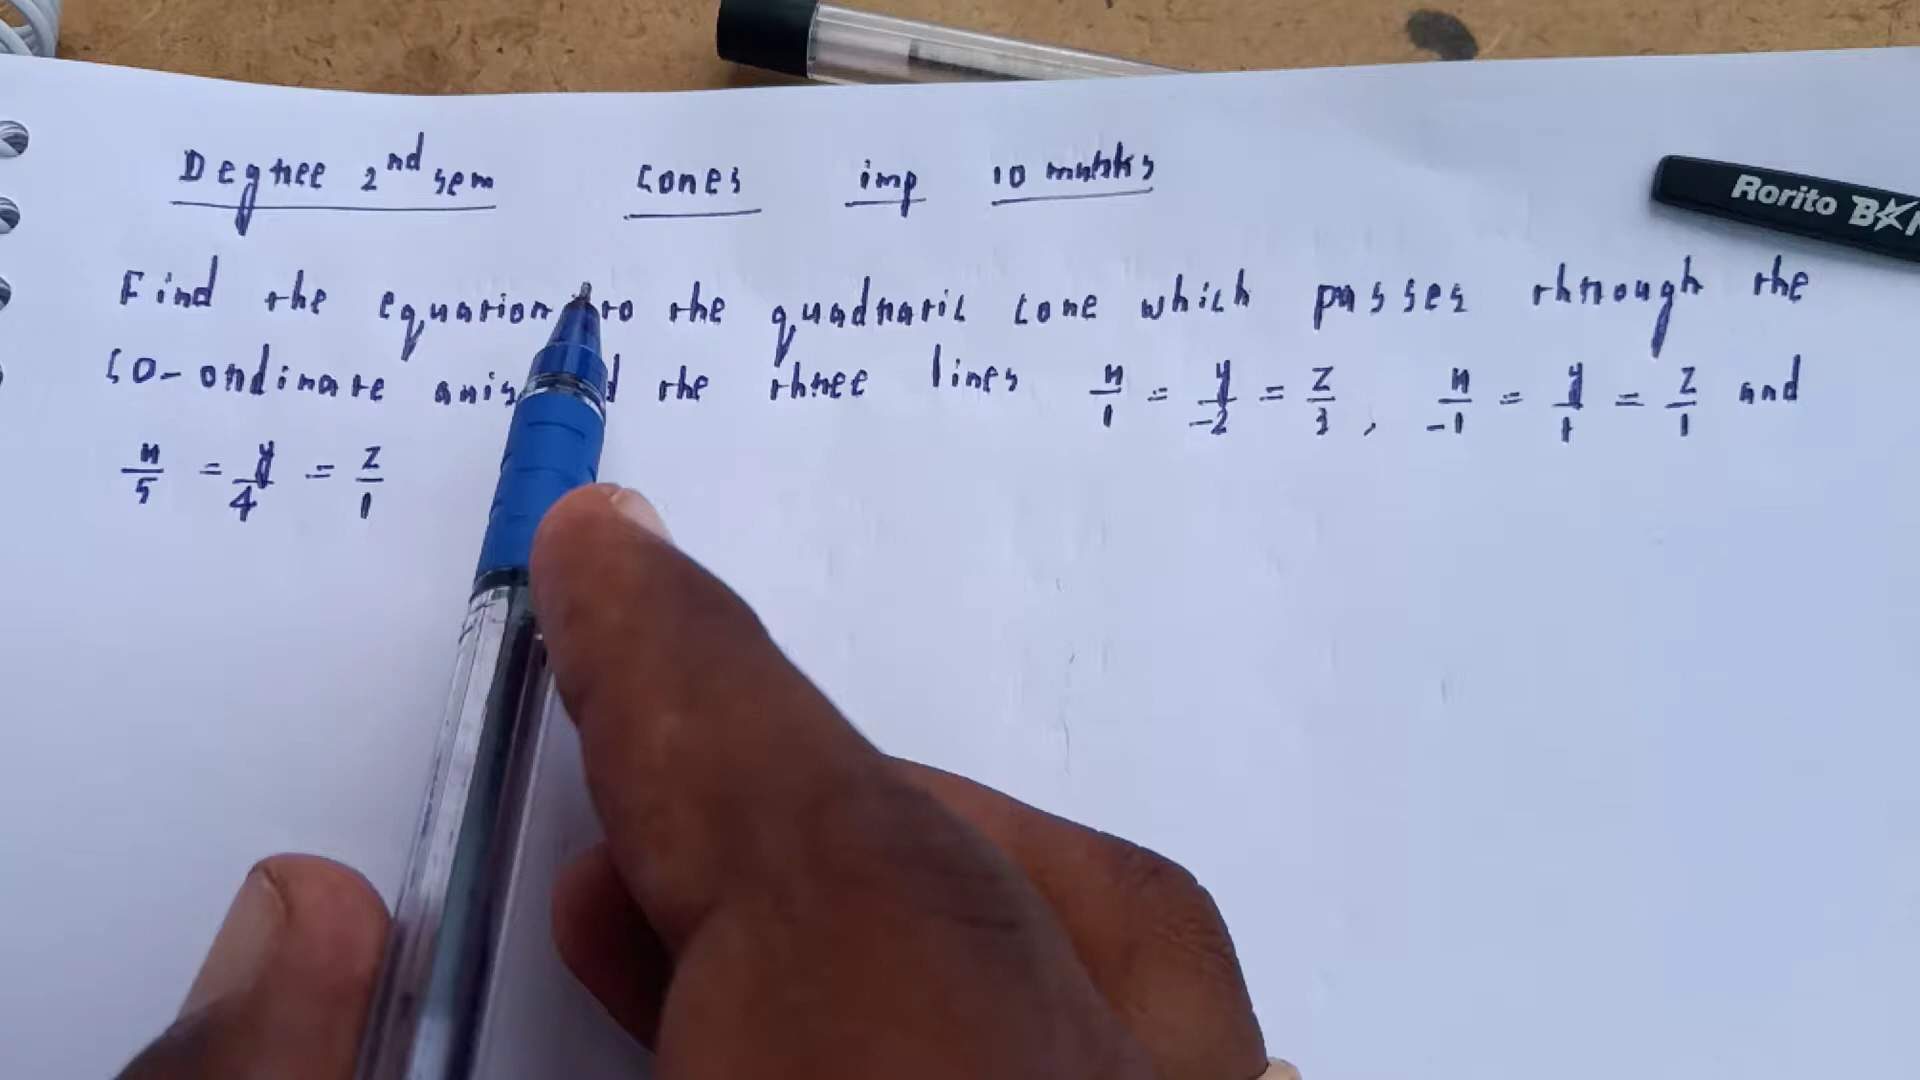 Degree 2nd sem cones imp 10 marks
Rorito
Find the equation to the quadratic cone which passes through the
co-ordinate axis the three lines x/1 = y/-2 = z/3, x/-1 = y/1 = z/1 and
x/5 = y/4 = z/1